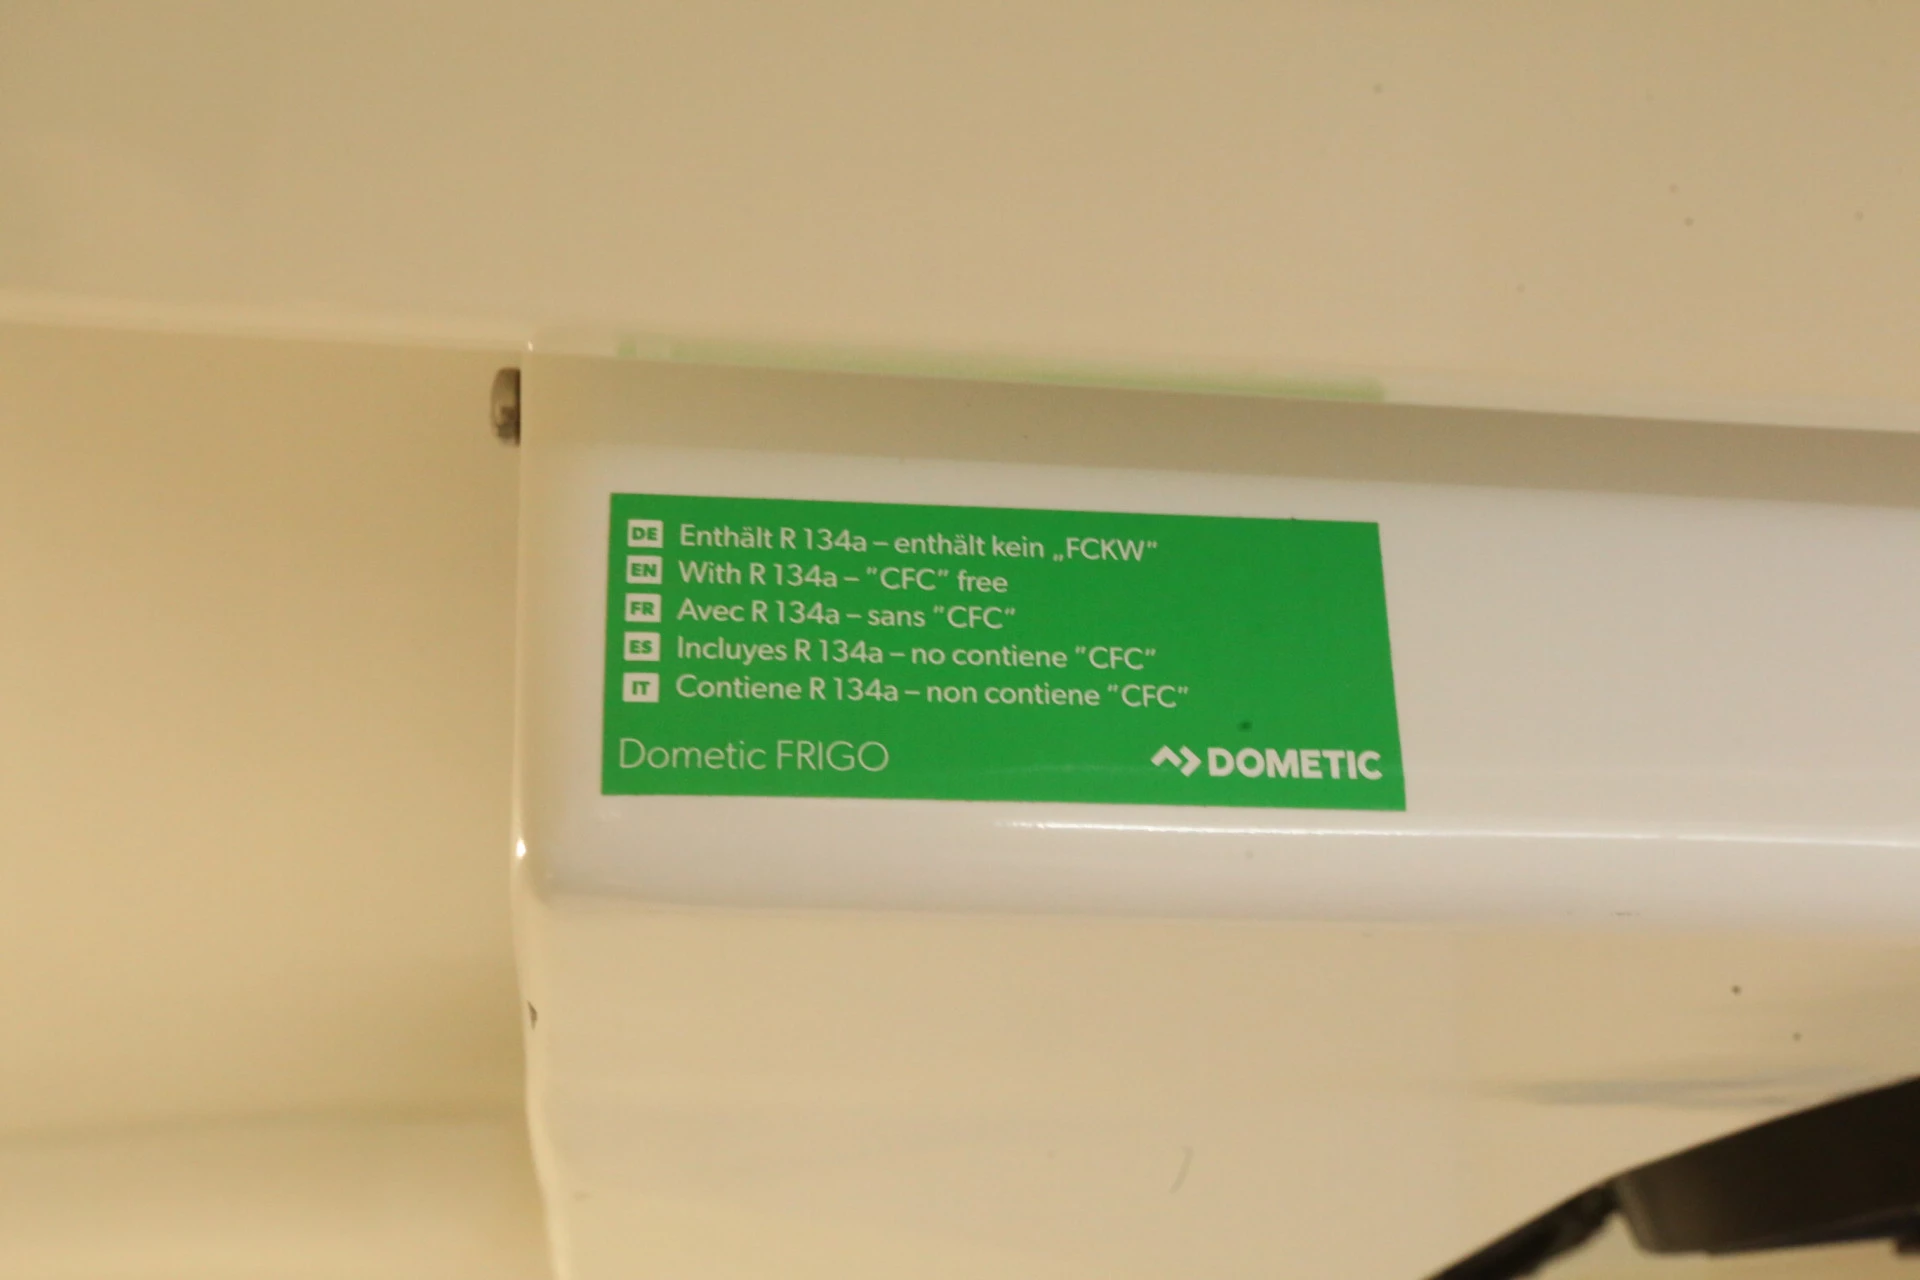 DE Enthält R 134a – enthält kein „FCKW”
EN With R 134a – ”CFC” free
FR Avec R 134a – sans ”CFC”
ES Incluyes R 134a – no contiene ”CFC”
IT Contiene R 134a – non contiene ”CFC”
Dometic FRIGO
DOMETIC